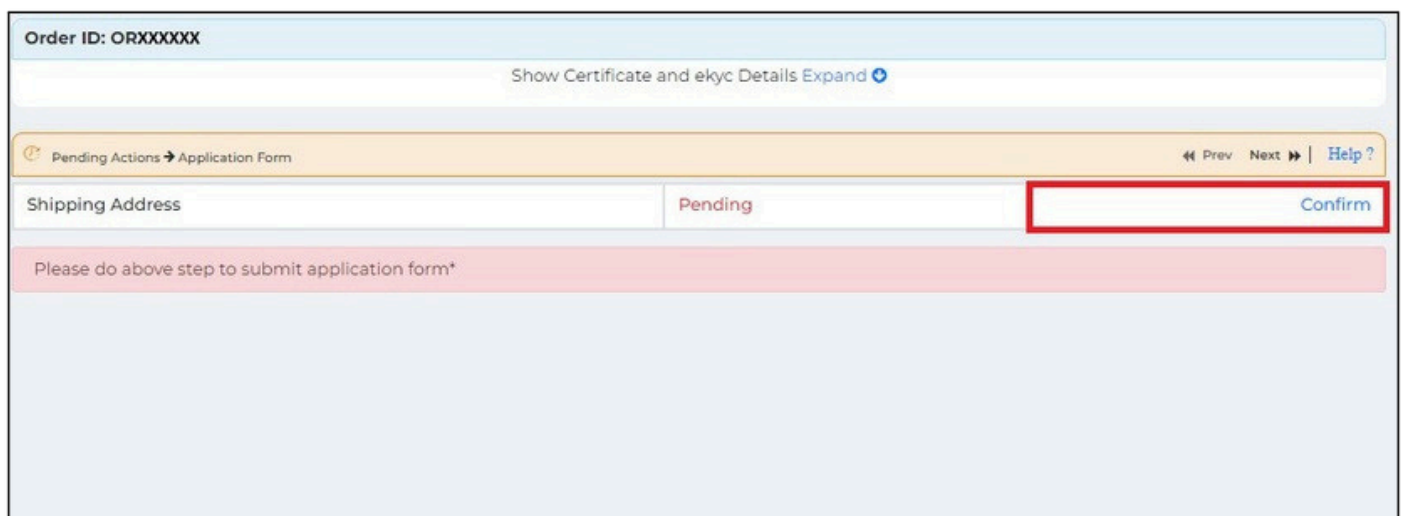 Order ID: ORXXXXXX
Show Certificate and ekyc Details Expand
Pending Actions → Application Form Prev Next | Help ?
Shipping Address Pending Confirm
Please do above step to submit application form*